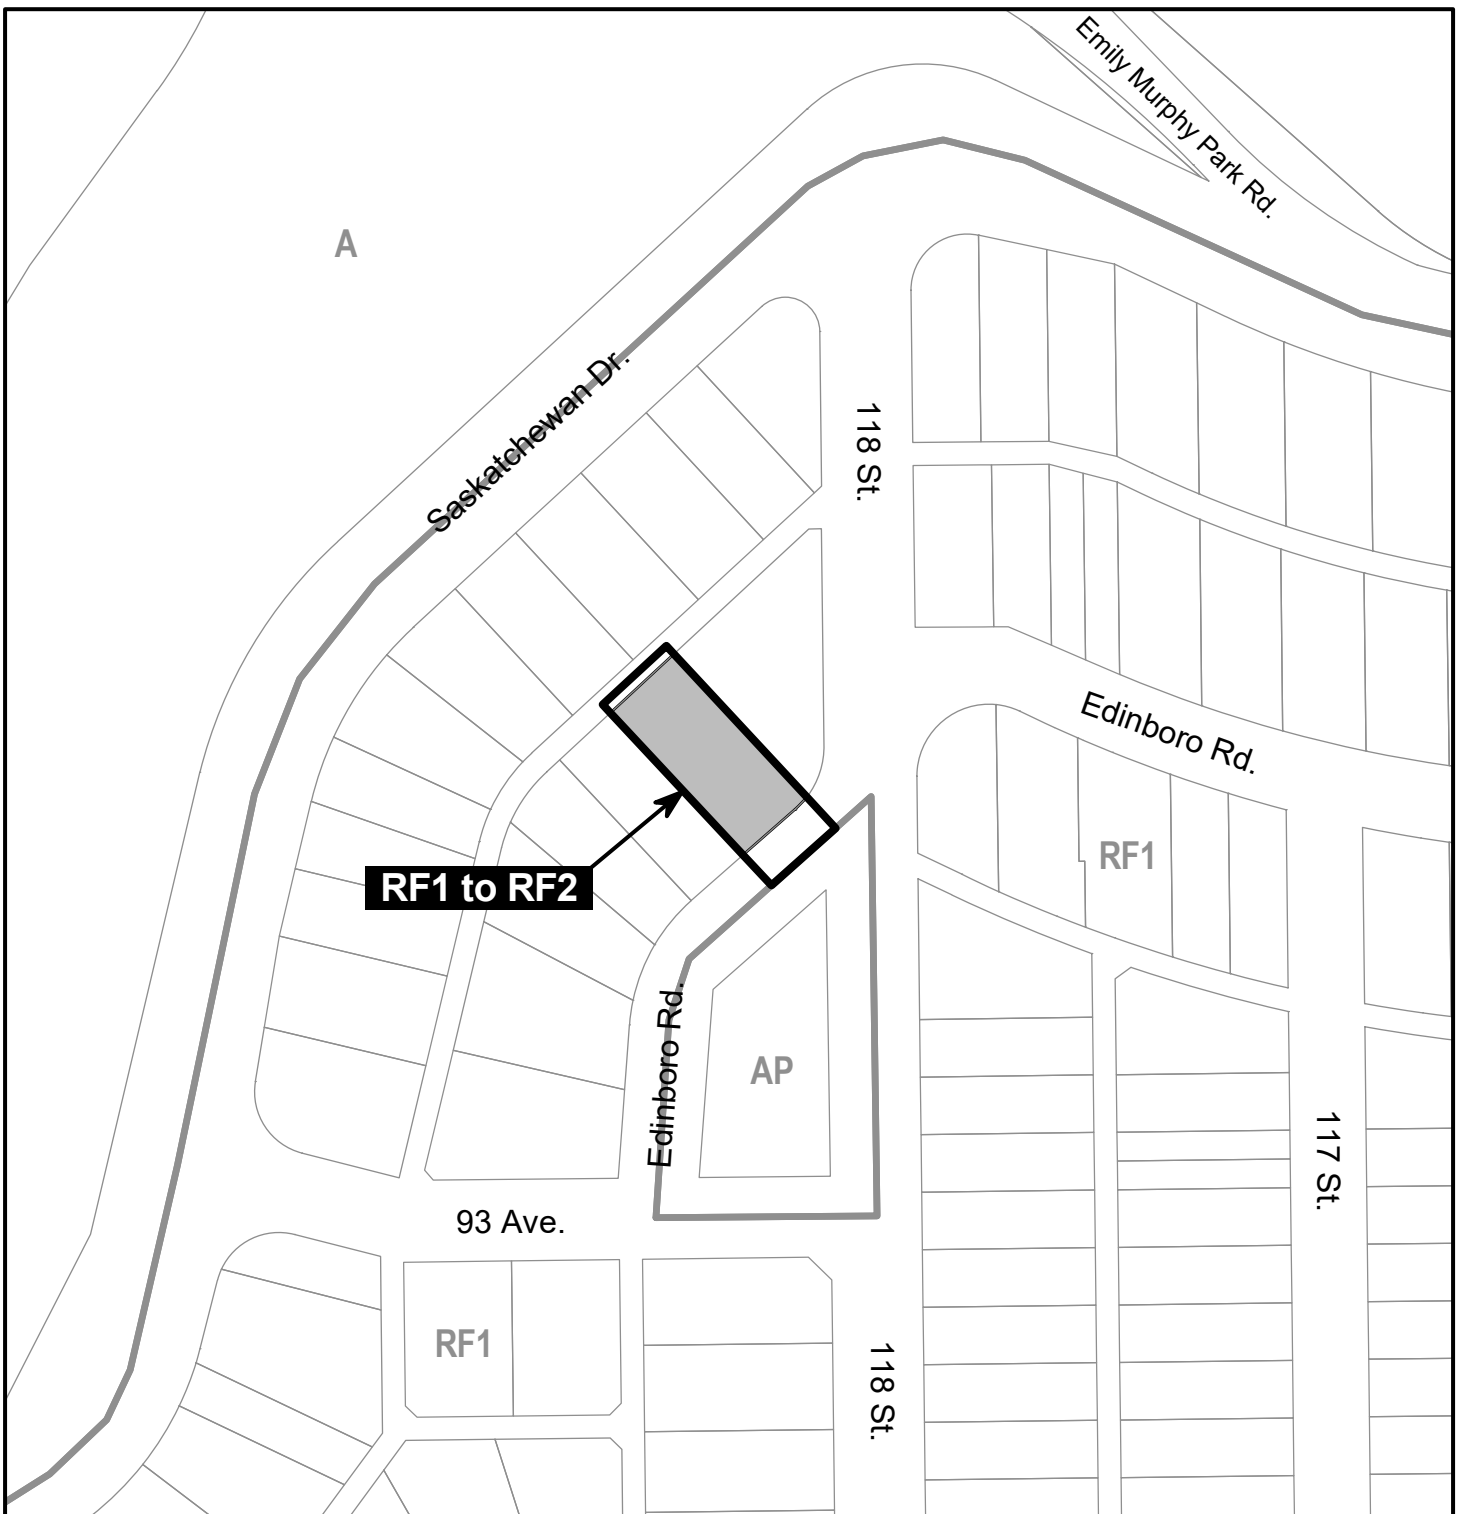 Emily Murphy Park Rd.
A
Saskatchewan Dr.
118 St.
Edinboro Rd.
RF1
RF1 to RF2
Edinboro Rd.
AP
117 St.
93 Ave.
RF1
118 St.